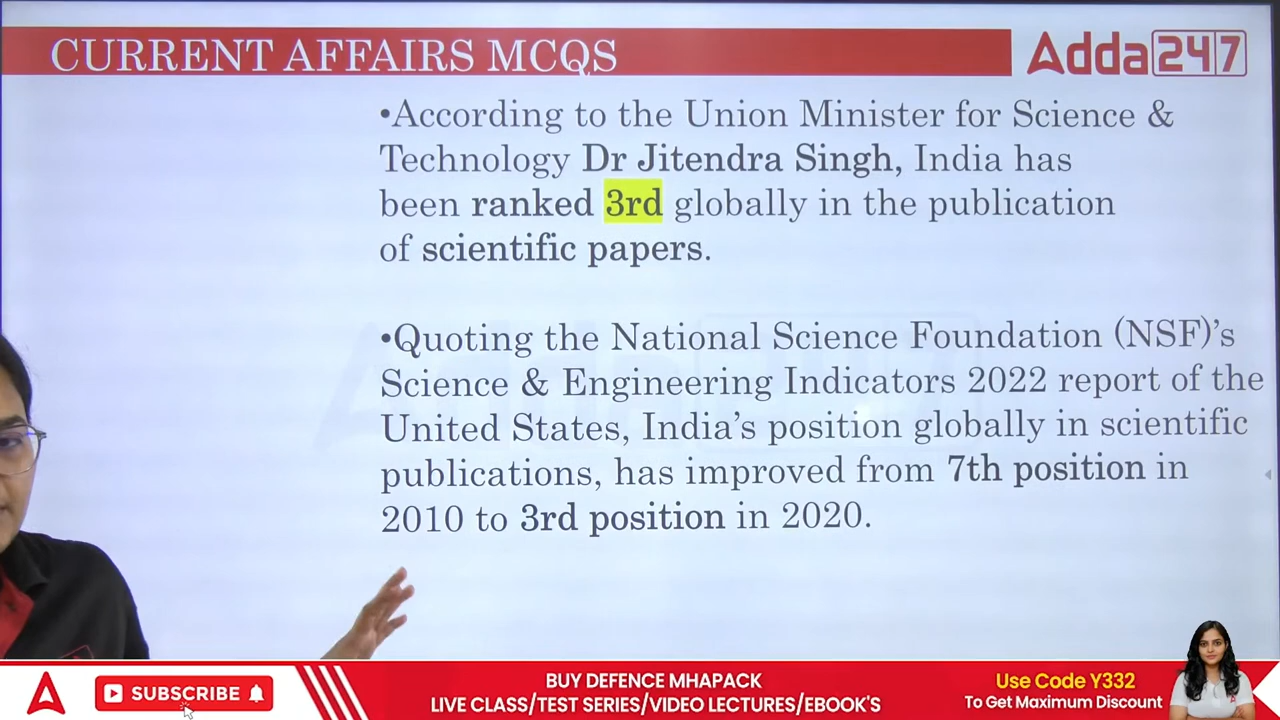 CURRENT AFFAIRS MCQS
Adda247
•According to the Union Minister for Science &
Technology Dr Jitendra Singh, India has
been ranked 3rd globally in the publication
of scientific papers.
•Quoting the National Science Foundation (NSF)'s
Science & Engineering Indicators 2022 report of the
United States, India's position globally in scientific
publications, has improved from 7th position in
2010 to 3rd position in 2020.
SUBSCRIBE
BUY DEFENCE MHAPACK
LIVE CLASS/TEST SERIES/VIDEO LECTURES/EBOOK'S
Use Code Y332
To Get Maximum Discount